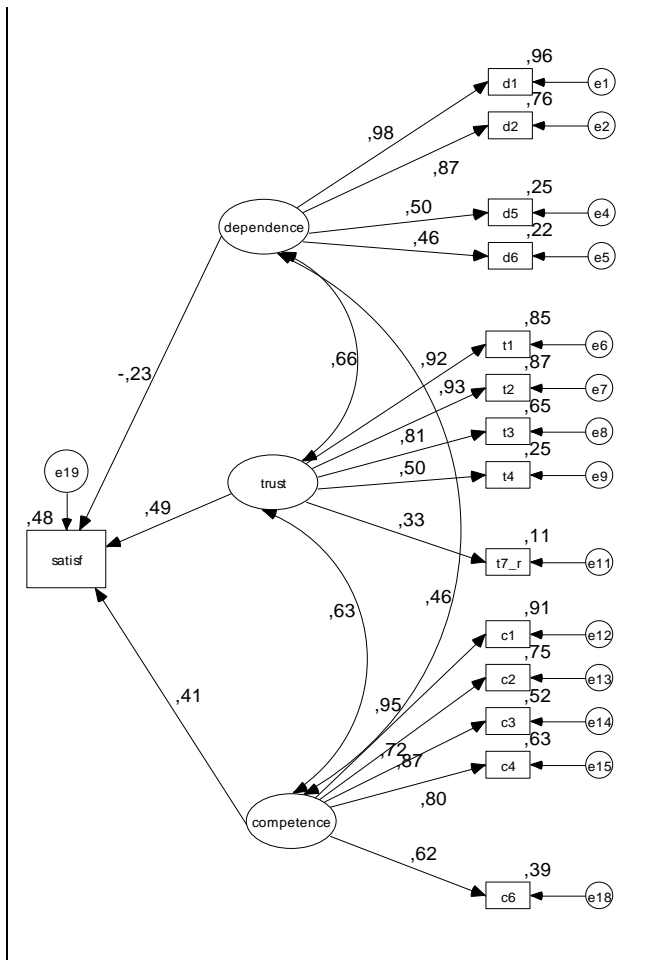 ,96
d1
e1
,76
,98
d2
e2
,87
,25
,50
d5
e4
dependence
,22
,46
d6
e5
,85
,66
,92
t1
e6
-,23
,87
,93
t2
e7
,65
,81
t3
e8
,25
e19
,50
t4
e9
trust
,48
,49
,33
,11
satisf
t7_r
e11
,63
,46
,91
c1
e12
,75
,41
,95
c2
e13
,52
c3
e14
,72
,87
,63
c4
e15
,80
competence
,62
,39
c6
e18